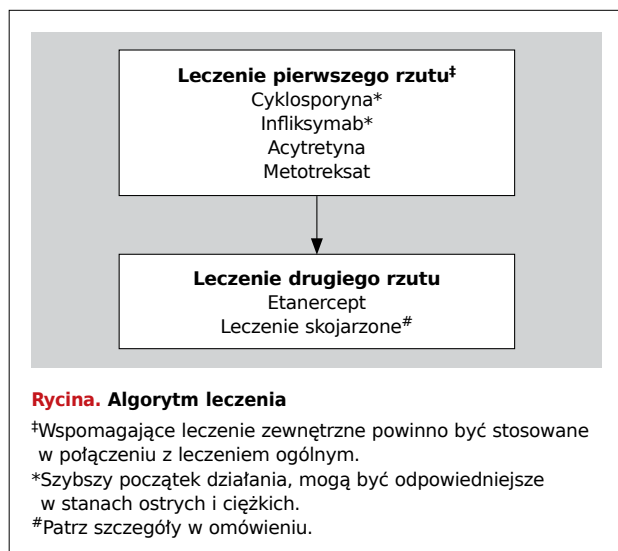 Leczenie pierwszego rzutu‡
Cyklosporyna*
Infliksymab*
Acytretyna
Metotreksat
Leczenie drugiego rzutu
Etanercept
Leczenie skojarzone#
Rycina. Algorytm leczenia
‡Wspomagające leczenie zewnętrzne powinno być stosowane
w połączeniu z leczeniem ogólnym.
*Szybszy początek działania, mogą być odpowiedniejsze
w stanach ostrych i ciężkich.
#Patrz szczegóły w omówieniu.